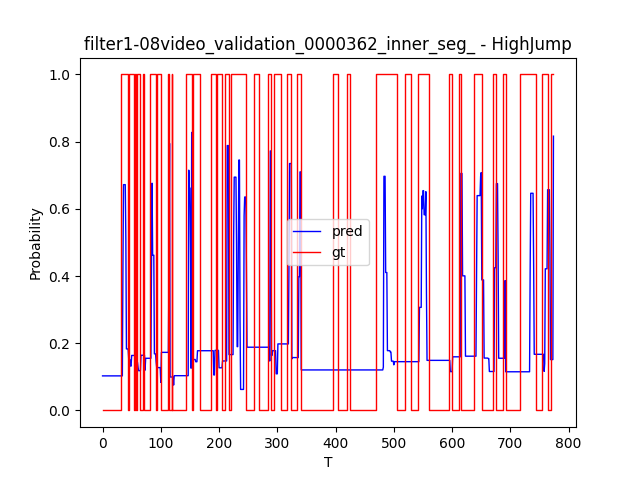 filter1-08video_validation_0000362_inner_seg_ - HighJump
1.0
0.8
0.6
0.4
0.2
0.0
Probability
pred
gt
0 100 200 300 400 500 600 700 800
T